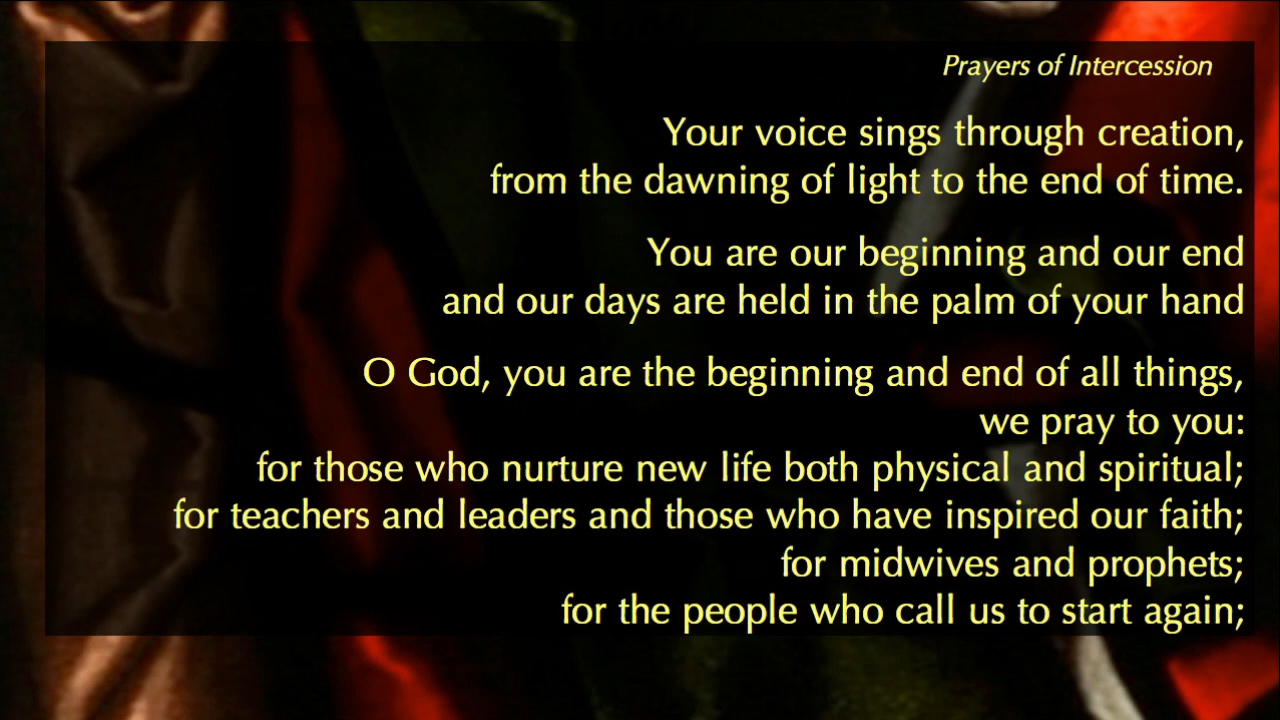 Prayers of Intercession
Your voice sings through creation,
from the dawning of light to the end of time.
You are our beginning and our end
and our days are held in the palm of your hand
O God, you are the beginning and end of all things,
we pray to you:
for those who nurture new life both physical and spiritual;
for teachers and leaders and those who have inspired our faith;
for midwives and prophets;
for the people who call us to start again;